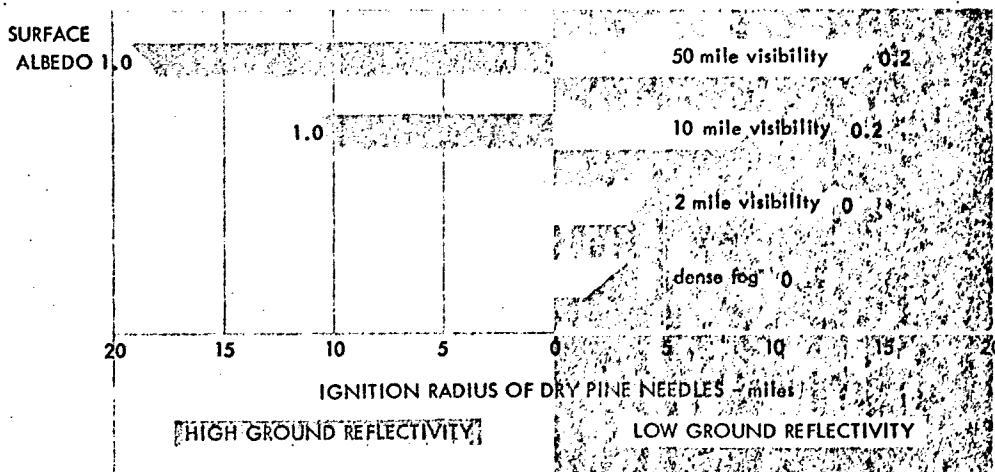 SURFACE
ALBEDO 1.0
50 mile visibility 0.2
1.0
10 mile visibility 0.2
2 mile visibility 0
dense fog 0
20 15 10 5 0 5 10 15 20
IGNITION RADIUS OF DRY PINE NEEDLES - miles
HIGH GROUND REFLECTIVITY
LOW GROUND REFLECTIVITY